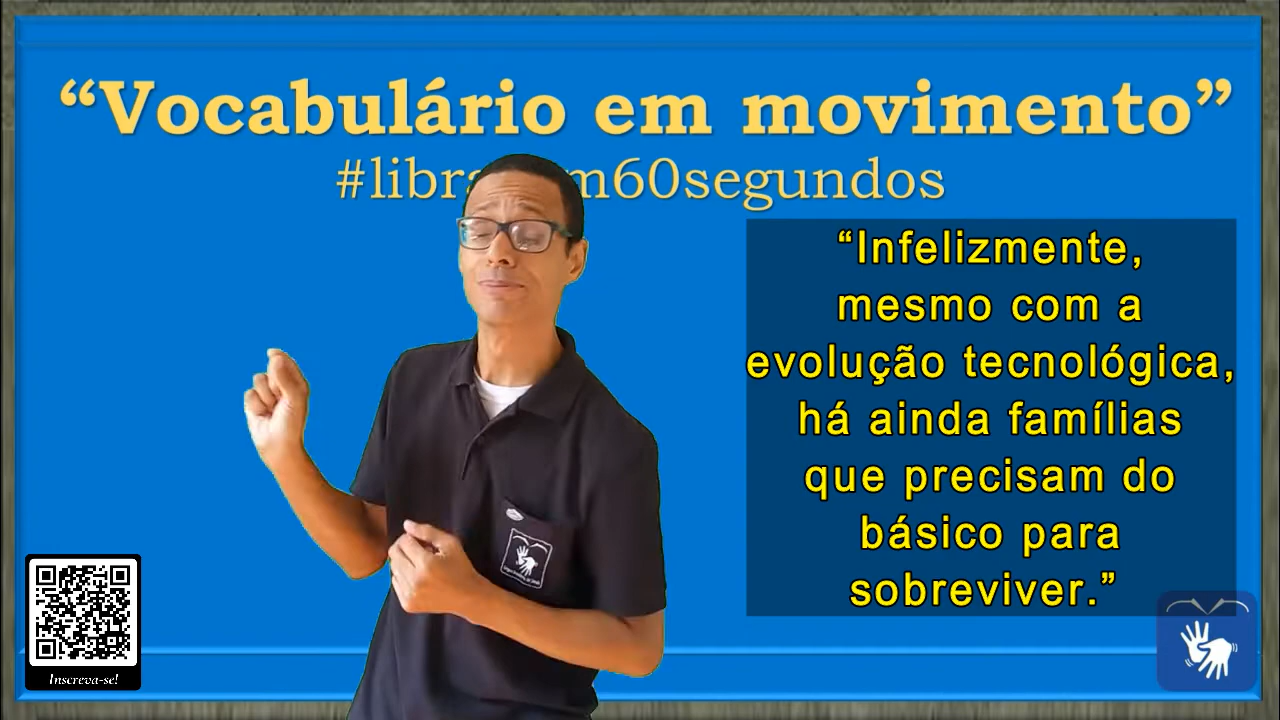 “Vocabulário em movimento”
#libra m60segundos
“Infelizmente,
mesmo com a
evolução tecnológica,
há ainda famílias
que precisam do
básico para
sobreviver.”
Inscreva-se!